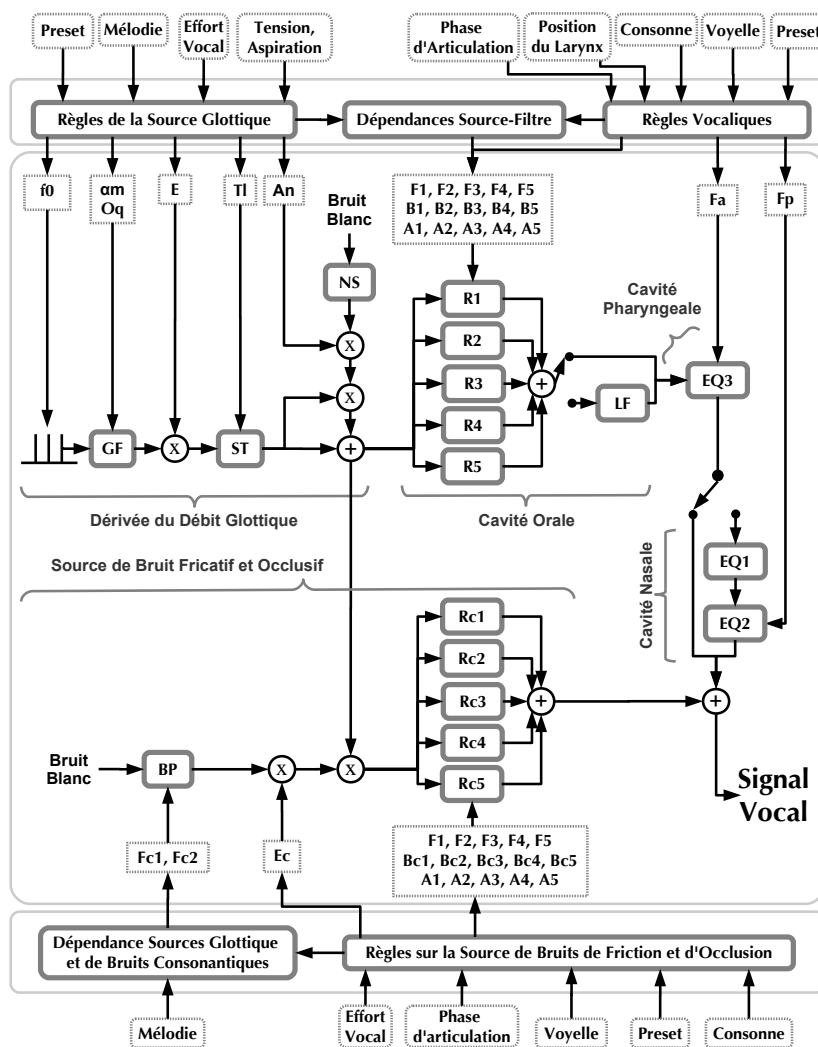 Preset
Mélodie
Effort
Vocal
Tension,
Aspiration
Phase
d'Articulation
Position
du Larynx
Consonne
Voyelle
Preset
Règles de la Source Glottique
Dépendances Source-Filtre
Règles Vocaliques
f0
αm
Oq
E
Tl
An
Bruit
Blanc
F1, F2, F3, F4, F5
B1, B2, B3, B4, B5
A1, A2, A3, A4, A5
Fa
Fp
NS
X
X
R1
R2
R3
R4
R5
+
Cavité
Pharyngeale
LF
EQ3
GF
X
ST
+
Dérivée du Débit Glottique
Cavité Orale
Source de Bruit Fricatif et Occlusif
Cavité Nasale
EQ1
EQ2
Rc1
Rc2
Rc3
Rc4
Rc5
+
+
Bruit
Blanc
BP
X
X
Signal
Vocal
Fc1, Fc2
Ec
F1, F2, F3, F4, F5
Bc1, Bc2, Bc3, Bc4, Bc5
A1, A2, A3, A4, A5
Dépendance Sources Glottique
et de Bruits Consonantiques
Règles sur la Source de Bruits de Friction et d'Occlusion
Mélodie
Effort
Vocal
Phase
d'articulation
Voyelle
Preset
Consonne